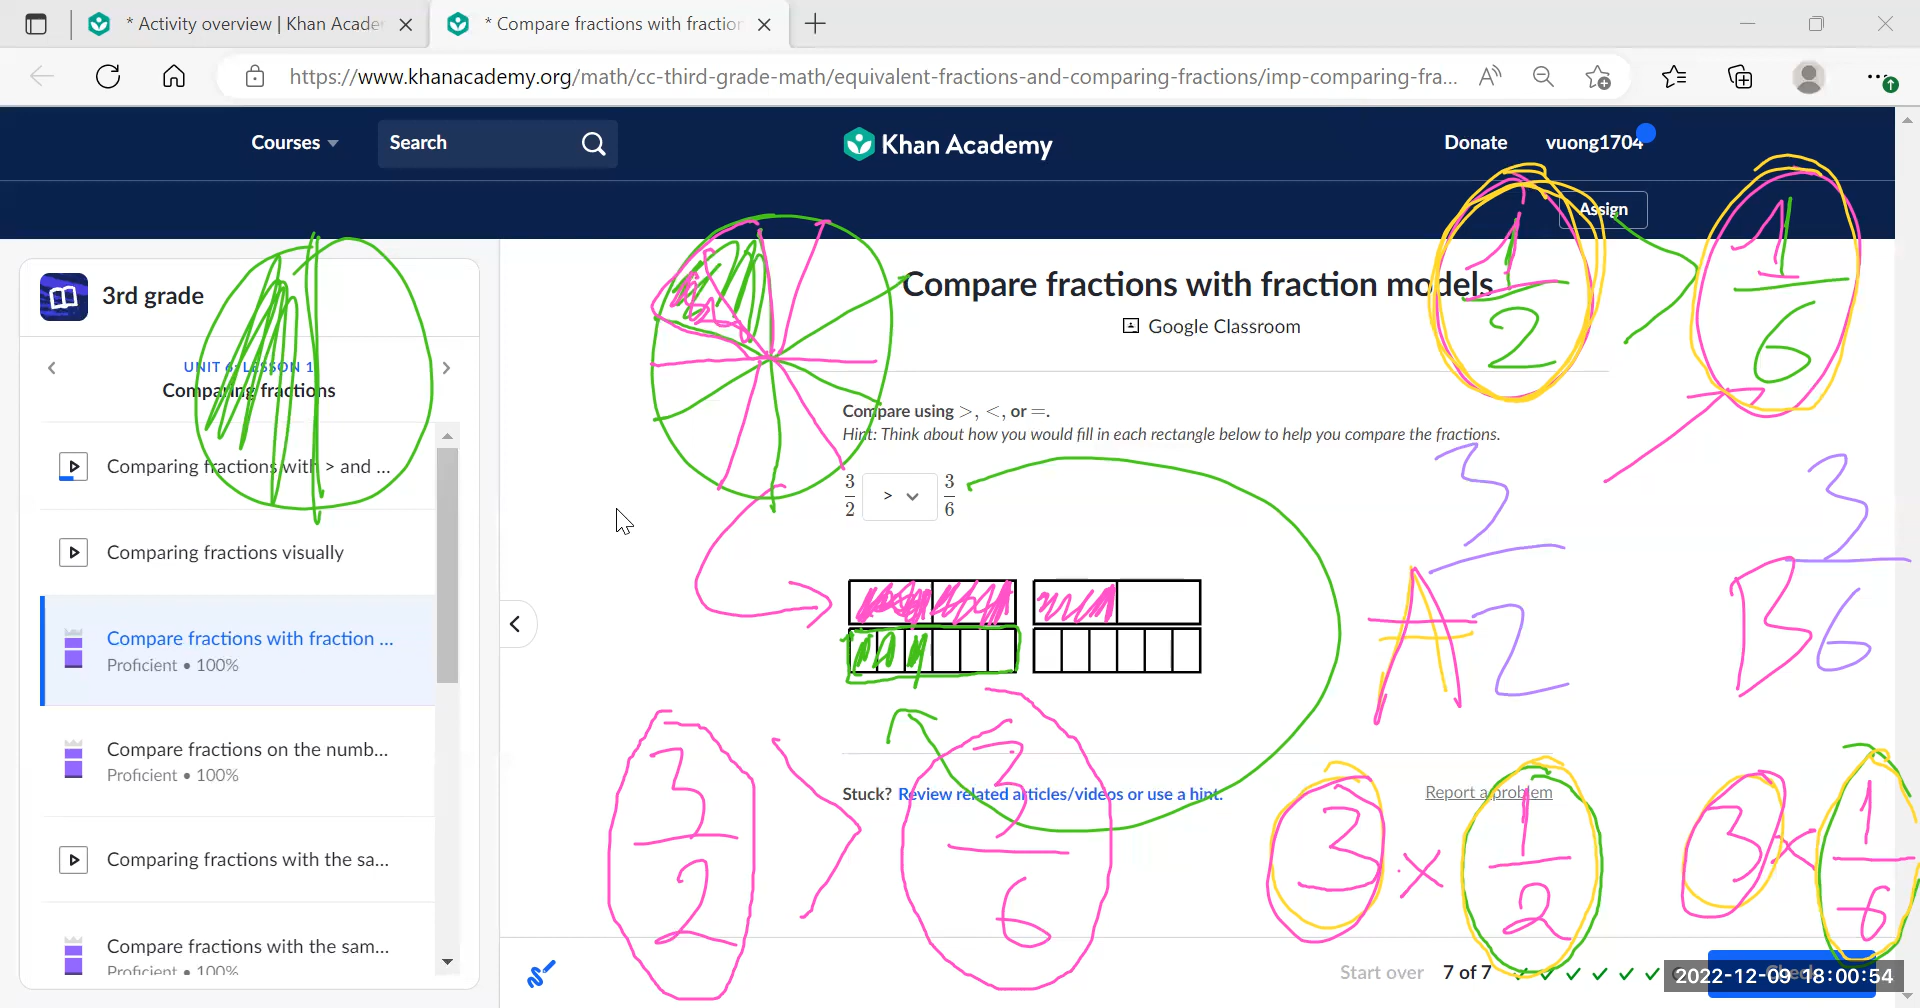 * Activity overview | Khan Acade
* Compare fractions with fraction
https://www.khanacademy.org/math/cc-third-grade-math/equivalent-fractions-and-comparing-fractions/imp-comparing-fra...
Courses
Search
Khan Academy
Donate
vuong1704
Assign
3rd grade
UNIT 6: LESSON 1
Comparing fractions
Comparing fractions with > and ...
Comparing fractions visually
Compare fractions with fraction ...
Proficient • 100%
Compare fractions on the numb...
Proficient • 100%
Comparing fractions with the sa...
Compare fractions with the sam...
Proficient • 100%
Compare fractions with fraction models
Google Classroom
1/2 > 1/6
Compare using >, <, or =.
Hint: Think about how you would fill in each rectangle below to help you compare the fractions.
3/2 > 3/6
3/2 3/6
A B
Stuck? Review related articles/videos or use a hint.
Report a problem
3/2 > 3/6
3 x 1/2 3 x 1/6
Start over
7 of 7
2022-12-09 18:00:54